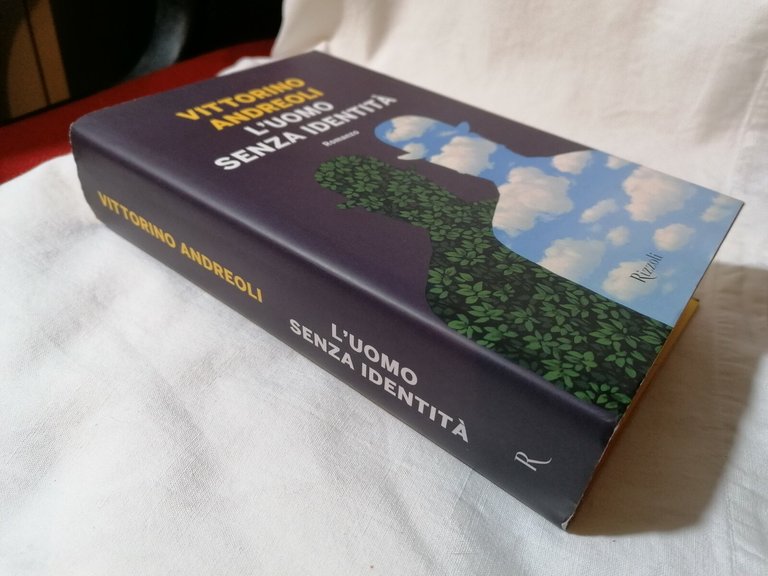 VITTORINO
ANDREOLI
L'UOMO
SENZA IDENTITÀ
Romanzo
Rizzoli
VITTORINO ANDREOLI
L'UOMO
SENZA IDENTITÀ
R